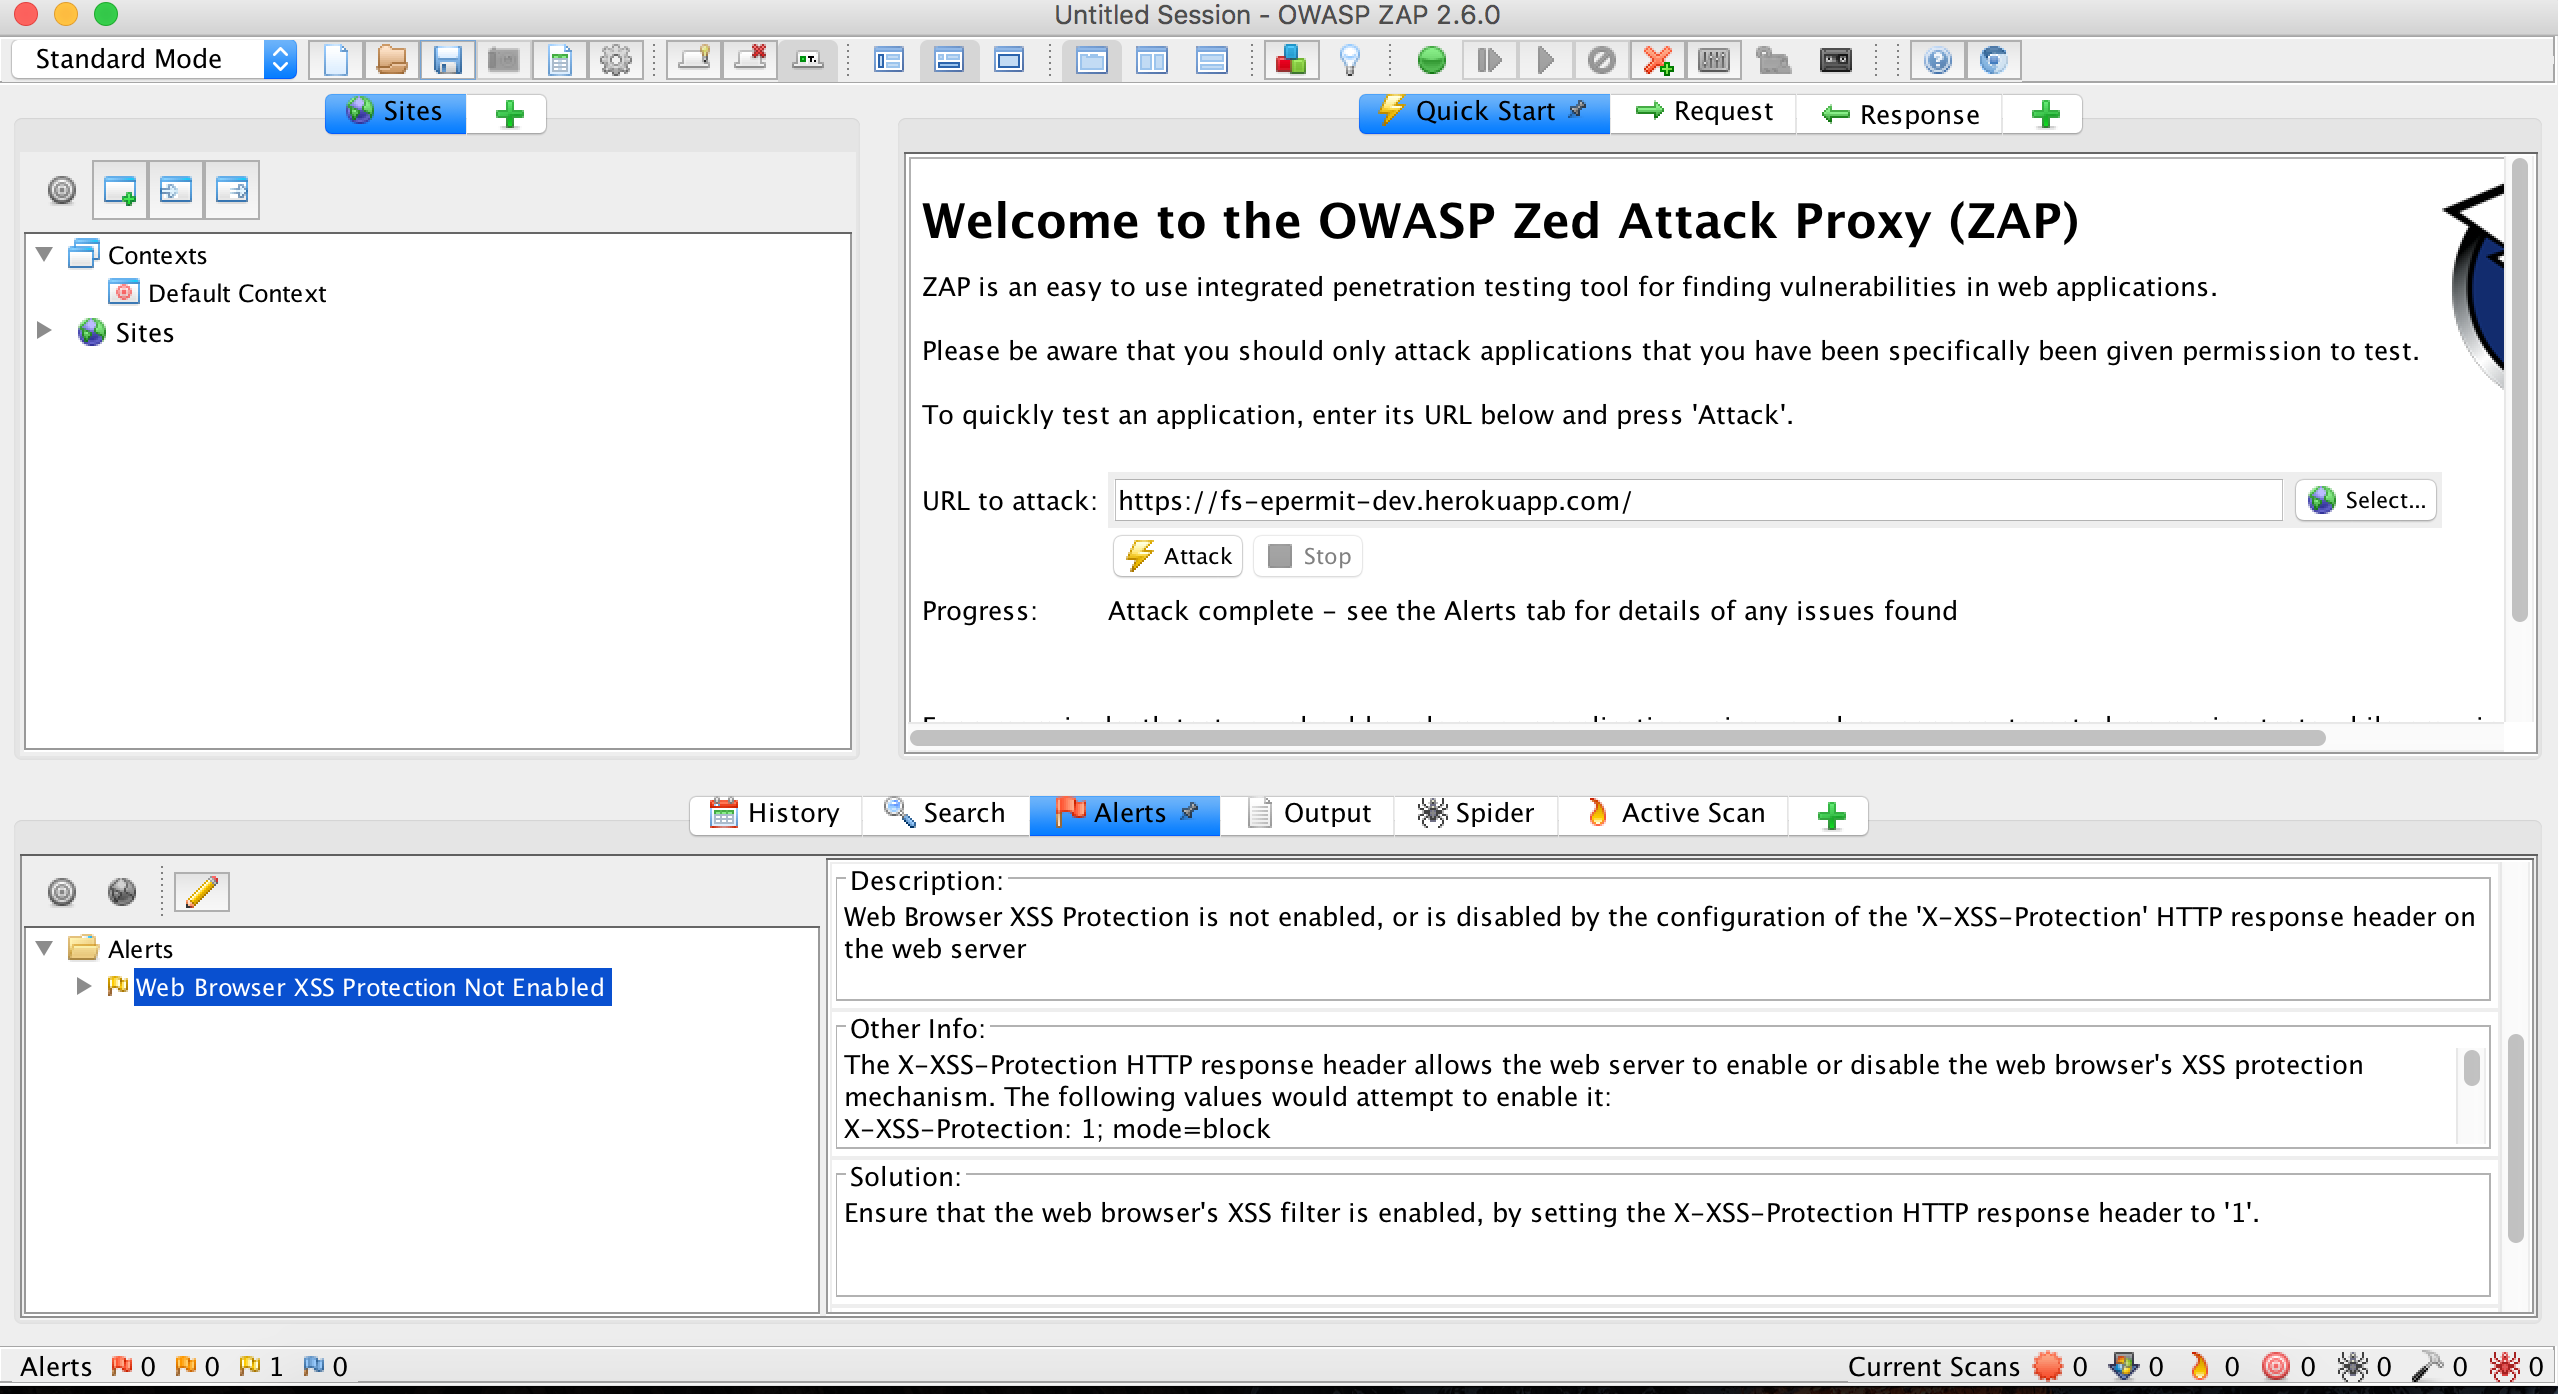 Untitled Session - OWASP ZAP 2.6.0
Standard Mode
Sites
Quick Start
Request
Response
Contexts
Default Context
Sites
Welcome to the OWASP Zed Attack Proxy (ZAP)
ZAP is an easy to use integrated penetration testing tool for finding vulnerabilities in web applications.
Please be aware that you should only attack applications that you have been specifically been given permission to test.
To quickly test an application, enter its URL below and press 'Attack'.
URL to attack: https://fs-epermit-dev.herokuapp.com/ Select...
Attack Stop
Progress: Attack complete - see the Alerts tab for details of any issues found
History Search Alerts Output Spider Active Scan
Alerts
Web Browser XSS Protection Not Enabled
Description:
Web Browser XSS Protection is not enabled, or is disabled by the configuration of the 'X-XSS-Protection' HTTP response header on
the web server
Other Info:
The X-XSS-Protection HTTP response header allows the web server to enable or disable the web browser's XSS protection
mechanism. The following values would attempt to enable it:
X-XSS-Protection: 1; mode=block
Solution:
Ensure that the web browser's XSS filter is enabled, by setting the X-XSS-Protection HTTP response header to '1'.
Alerts 0 0 1 0
Current Scans 0 0 0 0 0 0 0